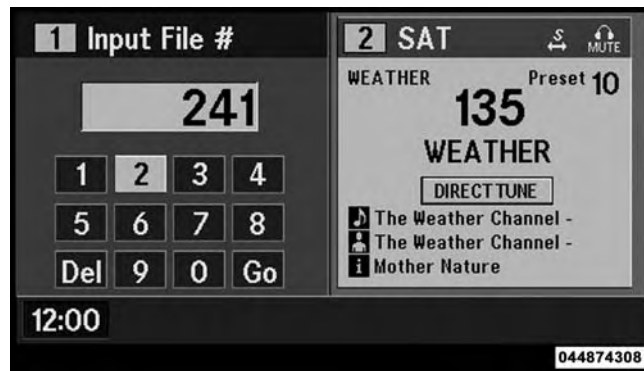 1 Input File #
241
1 2 3 4
5 6 7 8
Del 9 0 Go
2 SAT S MUTE
WEATHER Preset 10
135
WEATHER
DIRECT TUNE
The Weather Channel -
The Weather Channel -
i Mother Nature
12:00
044874308